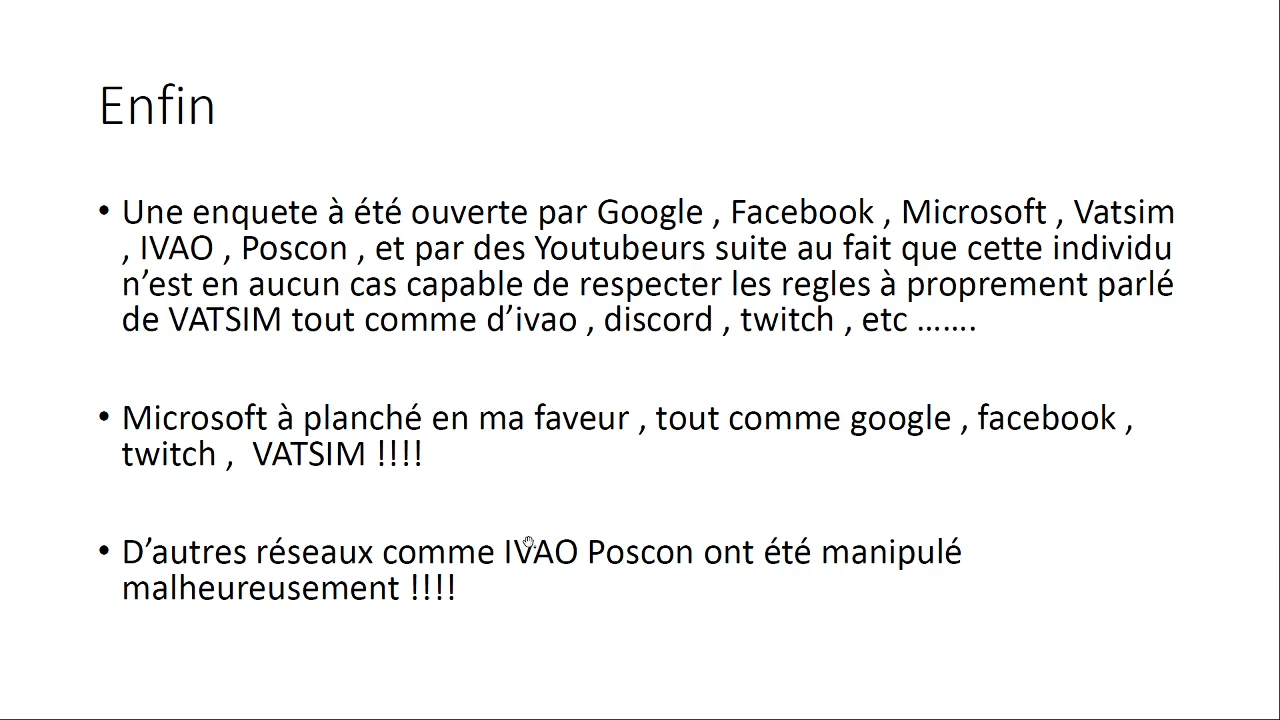 Enfin
• Une enquete à été ouverte par Google , Facebook , Microsoft , Vatsim
, IVAO , Poscon , et par des Youtubeurs suite au fait que cette individu
n’est en aucun cas capable de respecter les regles à proprement parlé
de VATSIM tout comme d’ivao , discord , twitch , etc …….
• Microsoft à planché en ma faveur , tout comme google , facebook ,
twitch ,  VATSIM !!!!
• D’autres réseaux comme IVAO Poscon ont été manipulé
malheureusement !!!!